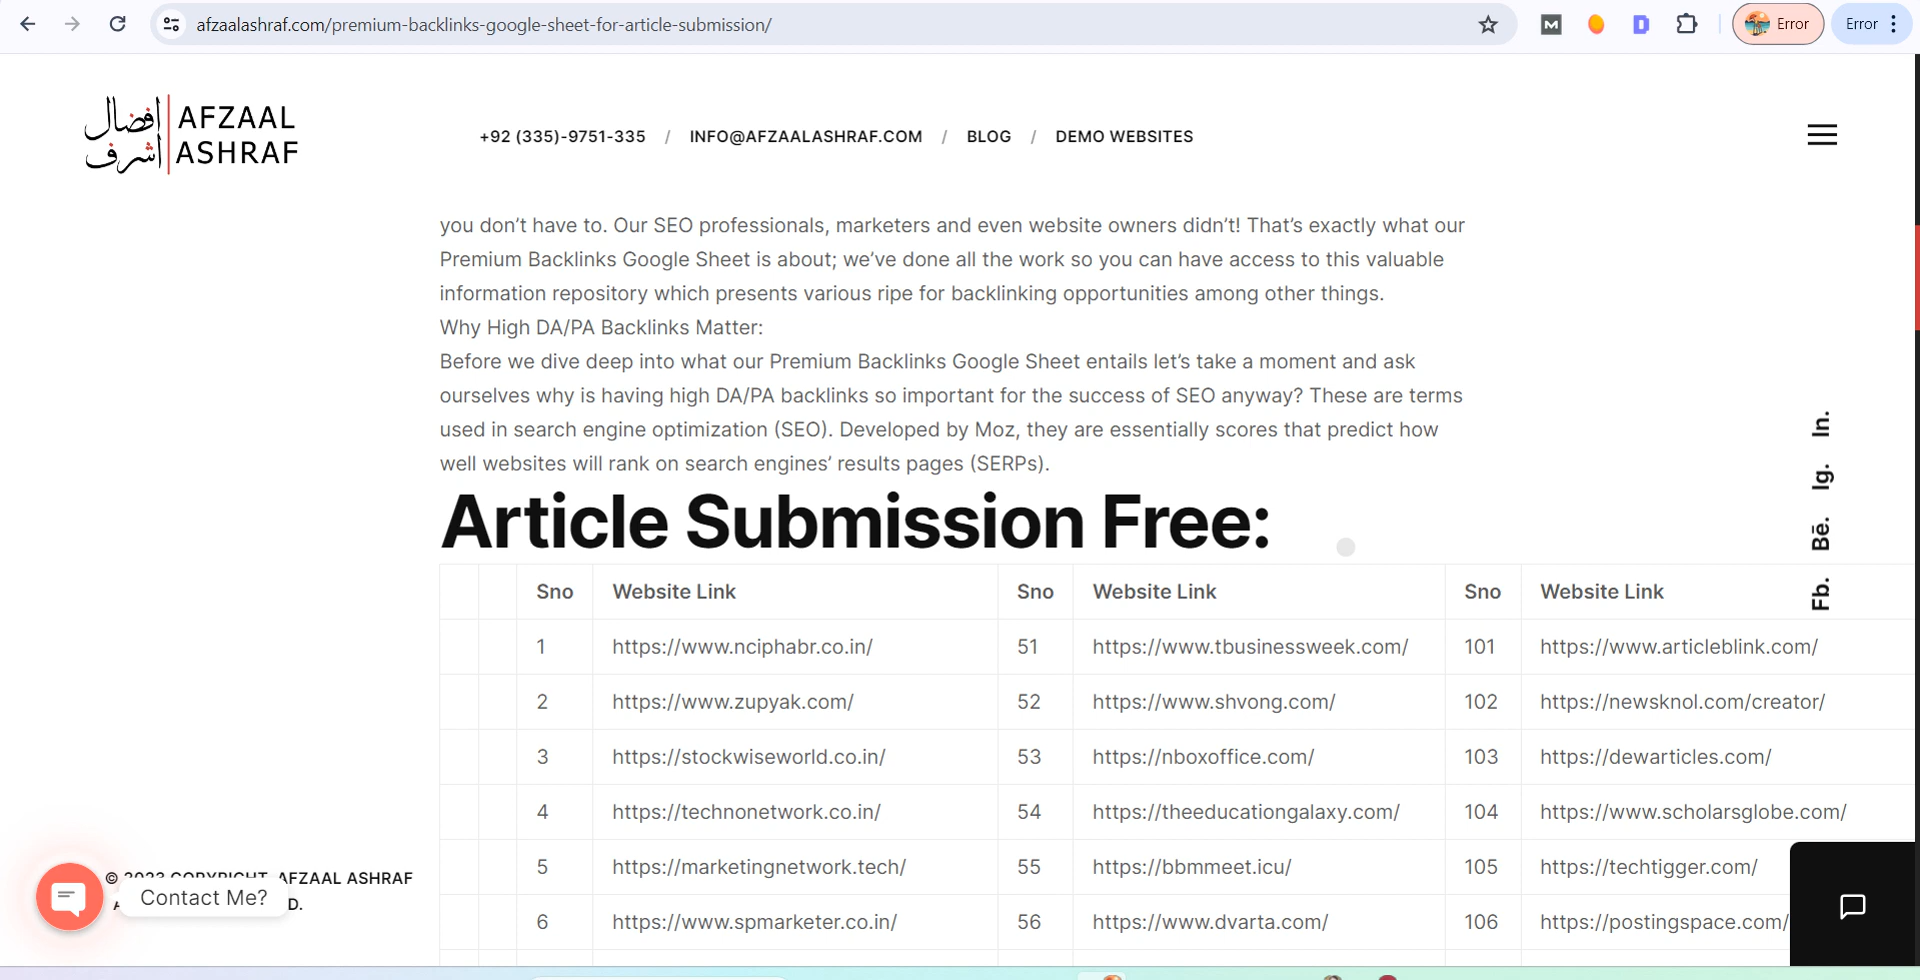 afzaalashraf.com/premium-backlinks-google-sheet-for-article-submission/
Error
Error
افضال
اشرف
AFZAAL
ASHRAF
+92 (335)-9751-335 / INFO@AFZAALASHRAF.COM / BLOG / DEMO WEBSITES
you don’t have to. Our SEO professionals, marketers and even website owners didn’t! That’s exactly what our
Premium Backlinks Google Sheet is about; we’ve done all the work so you can have access to this valuable
information repository which presents various ripe for backlinking opportunities among other things.
Why High DA/PA Backlinks Matter:
Before we dive deep into what our Premium Backlinks Google Sheet entails let’s take a moment and ask
ourselves why is having high DA/PA backlinks so important for the success of SEO anyway? These are terms
used in search engine optimization (SEO). Developed by Moz, they are essentially scores that predict how
well websites will rank on search engines’ results pages (SERPs).
Article Submission Free:
Sno Website Link Sno Website Link Sno Website Link
1 https://www.nciphabr.co.in/ 51 https://www.tbusinessweek.com/ 101 https://www.articleblink.com/
2 https://www.zupyak.com/ 52 https://www.shvong.com/ 102 https://newsknol.com/creator/
3 https://stockwiseworld.co.in/ 53 https://nboxoffice.com/ 103 https://dewarticles.com/
4 https://technonetwork.co.in/ 54 https://theeducationgalaxy.com/ 104 https://www.scholarsglobe.com/
5 https://marketingnetwork.tech/ 55 https://bbmmeet.icu/ 105 https://techtigger.com/
6 https://www.spmarketer.co.in/ 56 https://www.dvarta.com/ 106 https://postingspace.com/
Fb. Bē. Ig. In.
© 2023 COPYRIGHT AFZAAL ASHRAF
D.
Contact Me?